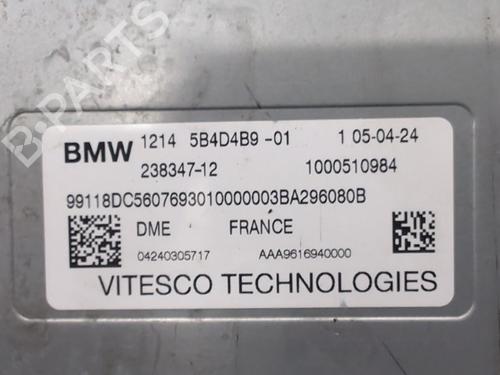 BMW 1214 5B4D4B9 -01 1 05-04-24
238347-12 1000510984
99118DC5607693010000003BA296080B
DME FRANCE
04240305717 AAA9616940000
VITESCO TECHNOLOGIES
B-PARTS